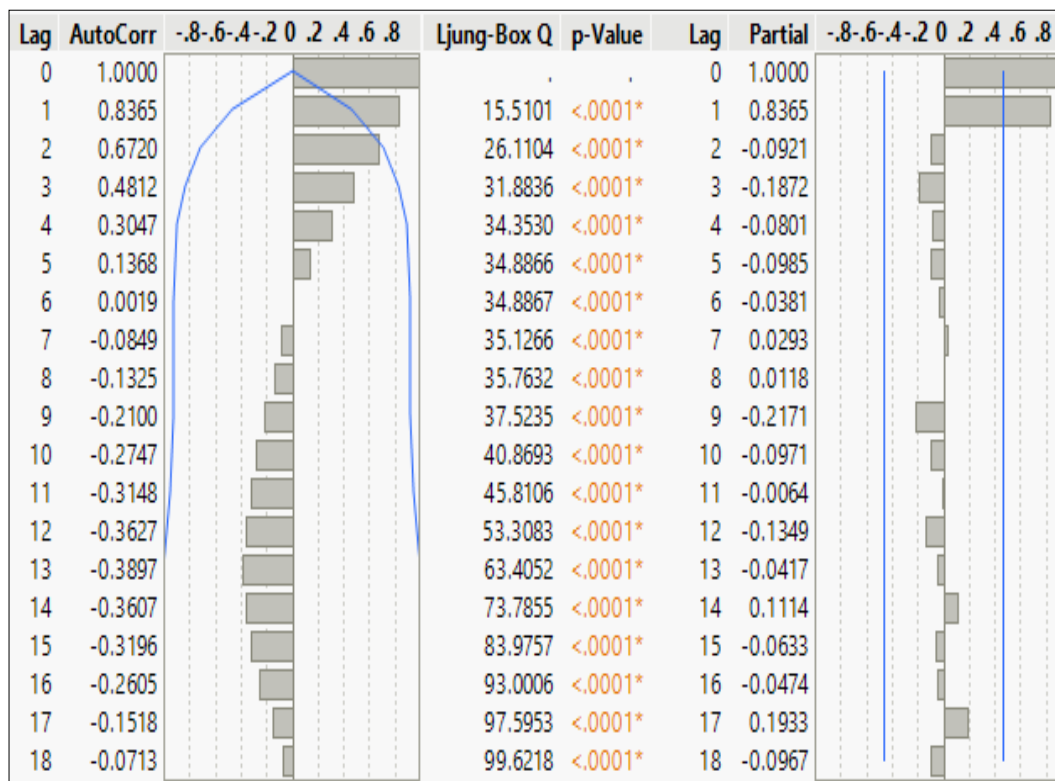 Lag AutoCorr -.8-.6-.4-.2 0 .2 .4 .6 .8 Ljung-Box Q p-Value Lag Partial -.8-.6-.4-.2 0 .2 .4 .6 .8
0 1.0000 . . 0 1.0000
1 0.8365 15.5101 <.0001* 1 0.8365
2 0.6720 26.1104 <.0001* 2 -0.0921
3 0.4812 31.8836 <.0001* 3 -0.1872
4 0.3047 34.3530 <.0001* 4 -0.0801
5 0.1368 34.8866 <.0001* 5 -0.0985
6 0.0019 34.8867 <.0001* 6 -0.0381
7 -0.0849 35.1266 <.0001* 7 0.0293
8 -0.1325 35.7632 <.0001* 8 0.0118
9 -0.2100 37.5235 <.0001* 9 -0.2171
10 -0.2747 40.8693 <.0001* 10 -0.0971
11 -0.3148 45.8106 <.0001* 11 -0.0064
12 -0.3627 53.3083 <.0001* 12 -0.1349
13 -0.3897 63.4052 <.0001* 13 -0.0417
14 -0.3607 73.7855 <.0001* 14 0.1114
15 -0.3196 83.9757 <.0001* 15 -0.0633
16 -0.2605 93.0006 <.0001* 16 -0.0474
17 -0.1518 97.5953 <.0001* 17 0.1933
18 -0.0713 99.6218 <.0001* 18 -0.0967